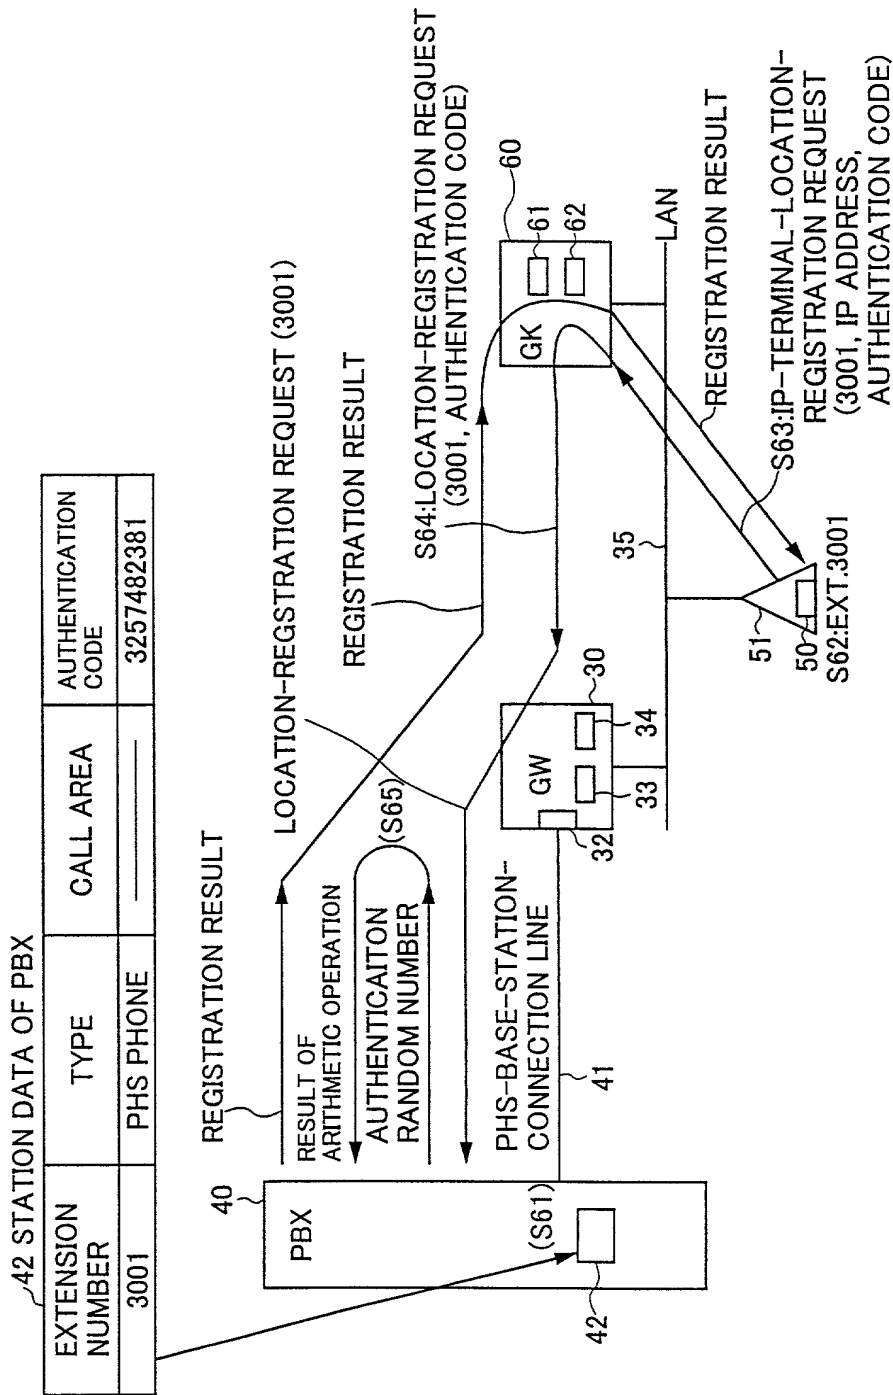 42 STATION DATA OF PBX
EXTENSION
NUMBER
TYPE
CALL AREA
AUTHENTICATION
CODE
3001
PHS PHONE
3257482381
REGISTRATION RESULT
LOCATION-REGSTRATION REQUEST (3001)
REGISTRATION RESULT
S64:LOCATION-REGISTRATION REQUEST
(3001, AUTHENTICATION CODE)
RESULT OF
ARITHMETIC OPERATION
(S65)
AUTHENTICAITON
RANDOM NUMBER
40
PBX
(S61)
42
PHS-BASE-STATION-
CONNECTION LINE
41
30
GW
32
33
34
60
GK
61
62
LAN
35
51
50
S62:EXT.3001
REGISTRATION RESULT
S63:IP-TERMINAL-LOCATION-
REGISTRATION REQUEST
(3001, IP ADDRESS,
AUTHENTICATION CODE)